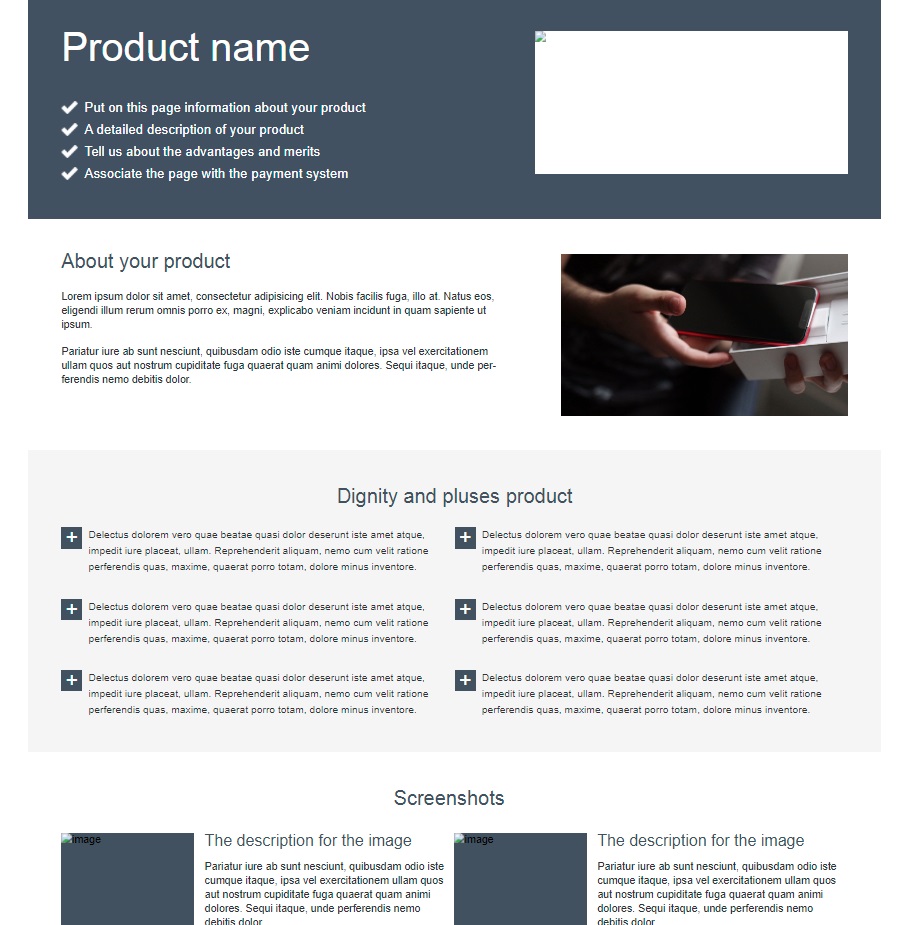 Product name
Put on this page information about your product
A detailed description of your product
Tell us about the advantages and merits
Associate the page with the payment system
About your product
Lorem ipsum dolor sit amet, consectetur adipisicing elit. Nobis facilis fuga, illo at. Natus eos,
eligendi illum rerum omnis porro ex, magni, explicabo veniam incidunt in quam sapiente ut
ipsum.
Pariatur iure ab sunt nesciunt, quibusdam odio iste cumque itaque, ipsa vel exercitationem
ullam quos aut nostrum cupiditate fuga quaerat quam animi dolores. Sequi itaque, unde per-
ferendis nemo debitis dolor.
Dignity and pluses product
Delectus dolorem vero quae beatae quasi dolor deserunt iste amet atque,
impedit iure placeat, ullam. Reprehenderit aliquam, nemo cum velit ratione
perferendis quas, maxime, quaerat porro totam, dolore minus inventore.
Delectus dolorem vero quae beatae quasi dolor deserunt iste amet atque,
impedit iure placeat, ullam. Reprehenderit aliquam, nemo cum velit ratione
perferendis quas, maxime, quaerat porro totam, dolore minus inventore.
Delectus dolorem vero quae beatae quasi dolor deserunt iste amet atque,
impedit iure placeat, ullam. Reprehenderit aliquam, nemo cum velit ratione
perferendis quas, maxime, quaerat porro totam, dolore minus inventore.
Delectus dolorem vero quae beatae quasi dolor deserunt iste amet atque,
impedit iure placeat, ullam. Reprehenderit aliquam, nemo cum velit ratione
perferendis quas, maxime, quaerat porro totam, dolore minus inventore.
Delectus dolorem vero quae beatae quasi dolor deserunt iste amet atque,
impedit iure placeat, ullam. Reprehenderit aliquam, nemo cum velit ratione
perferendis quas, maxime, quaerat porro totam, dolore minus inventore.
Delectus dolorem vero quae beatae quasi dolor deserunt iste amet atque,
impedit iure placeat, ullam. Reprehenderit aliquam, nemo cum velit ratione
perferendis quas, maxime, quaerat porro totam, dolore minus inventore.
Screenshots
image
The description for the image
Pariatur iure ab sunt nesciunt, quibusdam odio iste
cumque itaque, ipsa vel exercitationem ullam quos
aut nostrum cupiditate fuga quaerat quam animi
dolores. Sequi itaque, unde perferendis nemo
debitis dolor.
image
The description for the image
Pariatur iure ab sunt nesciunt, quibusdam odio iste
cumque itaque, ipsa vel exercitationem ullam quos
aut nostrum cupiditate fuga quaerat quam animi
dolores. Sequi itaque, unde perferendis nemo
debitis dolor.